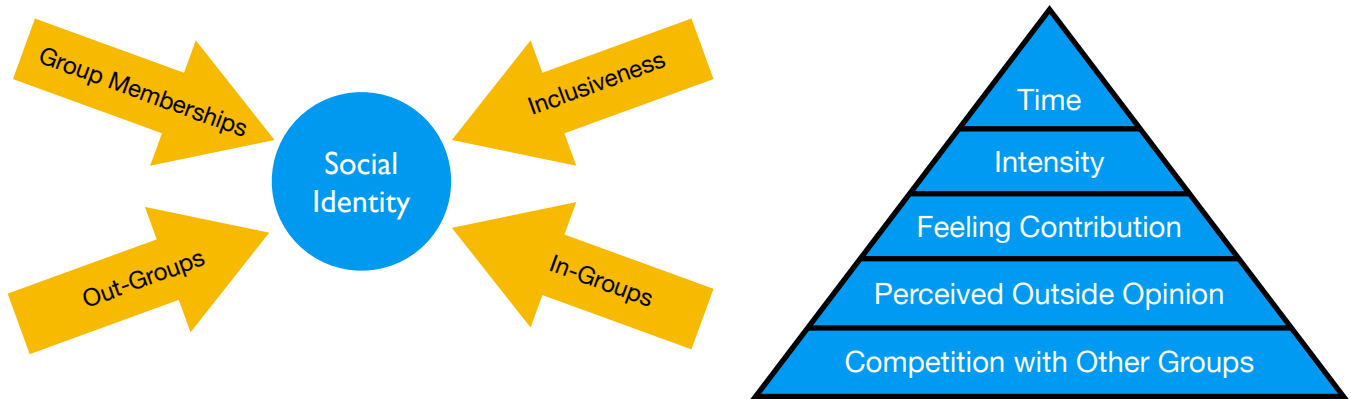 Group Memberships
Inclusiveness
Social
Identity
Out-Groups
In-Groups
Time
Intensity
Feeling Contribution
Perceived Outside Opinion
Competition with Other Groups